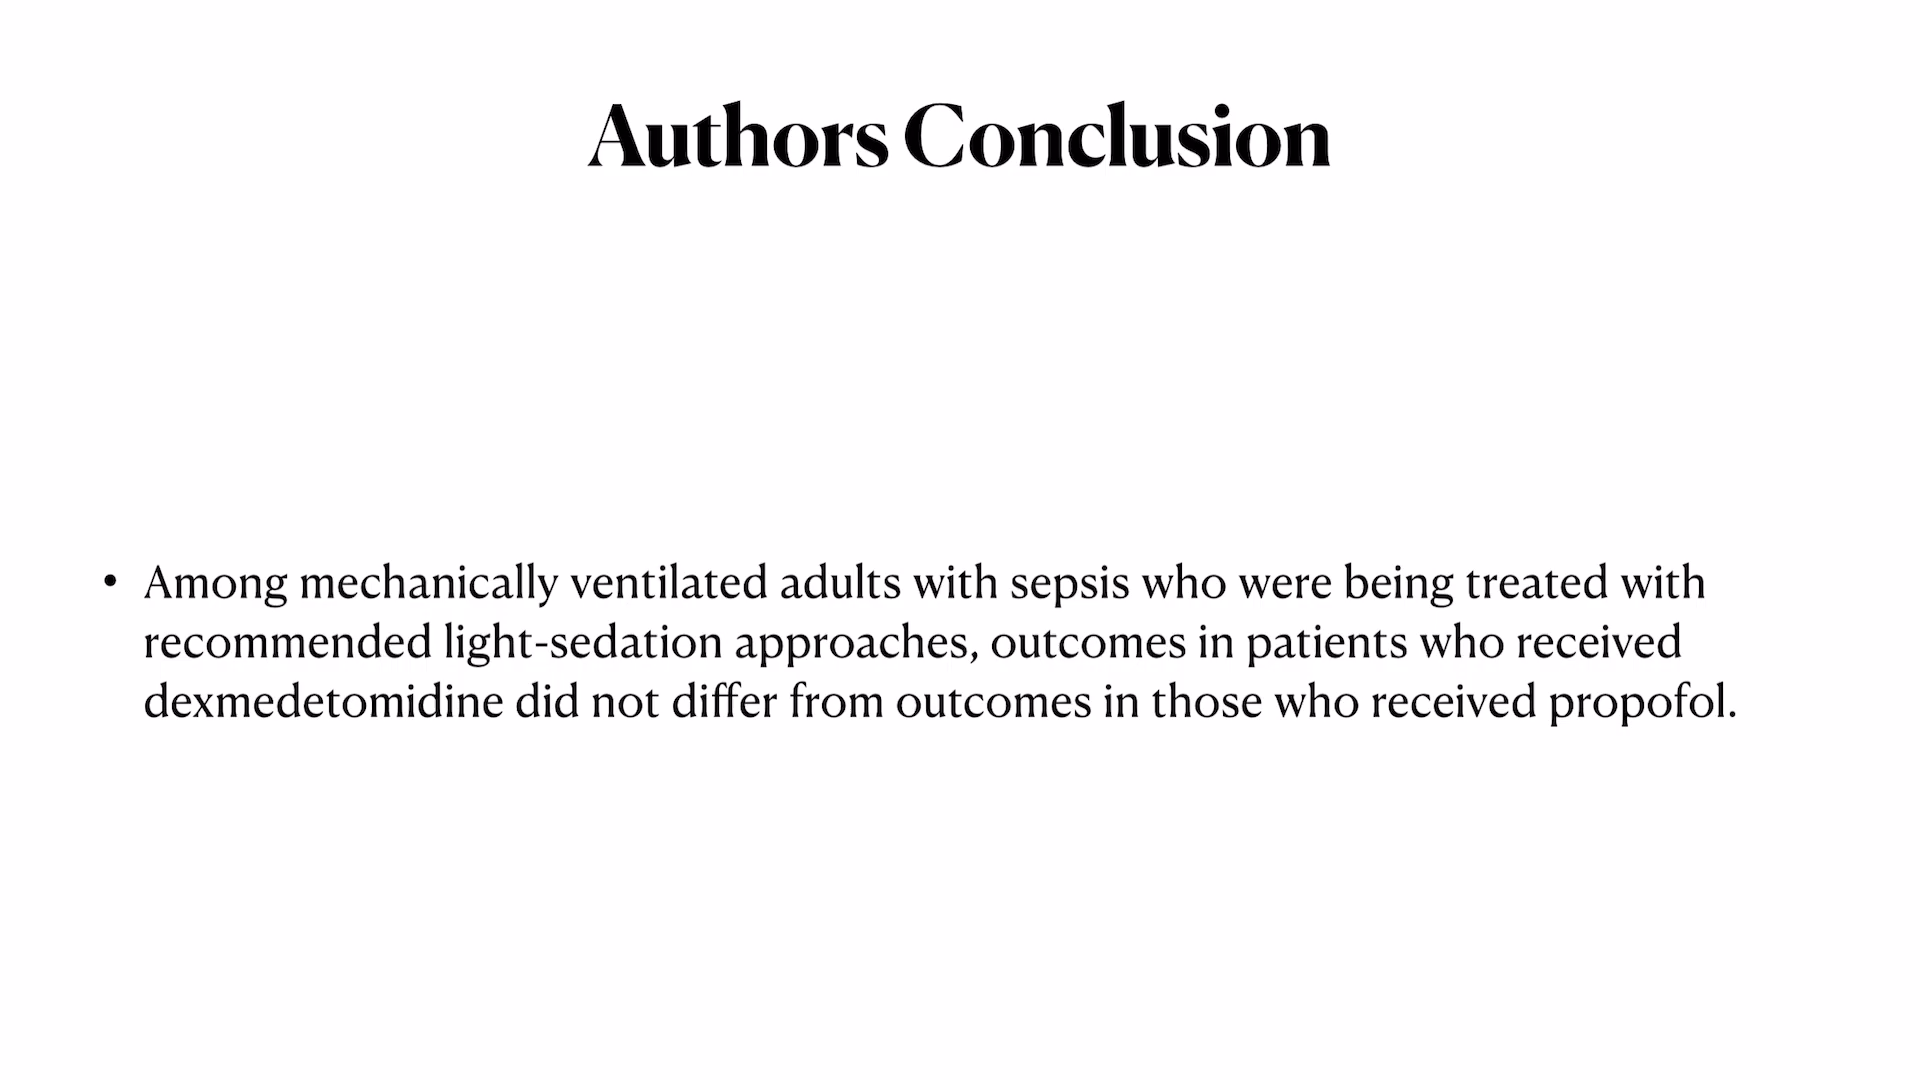 Authors Conclusion
• Among mechanically ventilated adults with sepsis who were being treated with
recommended light-sedation approaches, outcomes in patients who received
dexmedetomidine did not differ from outcomes in those who received propofol.